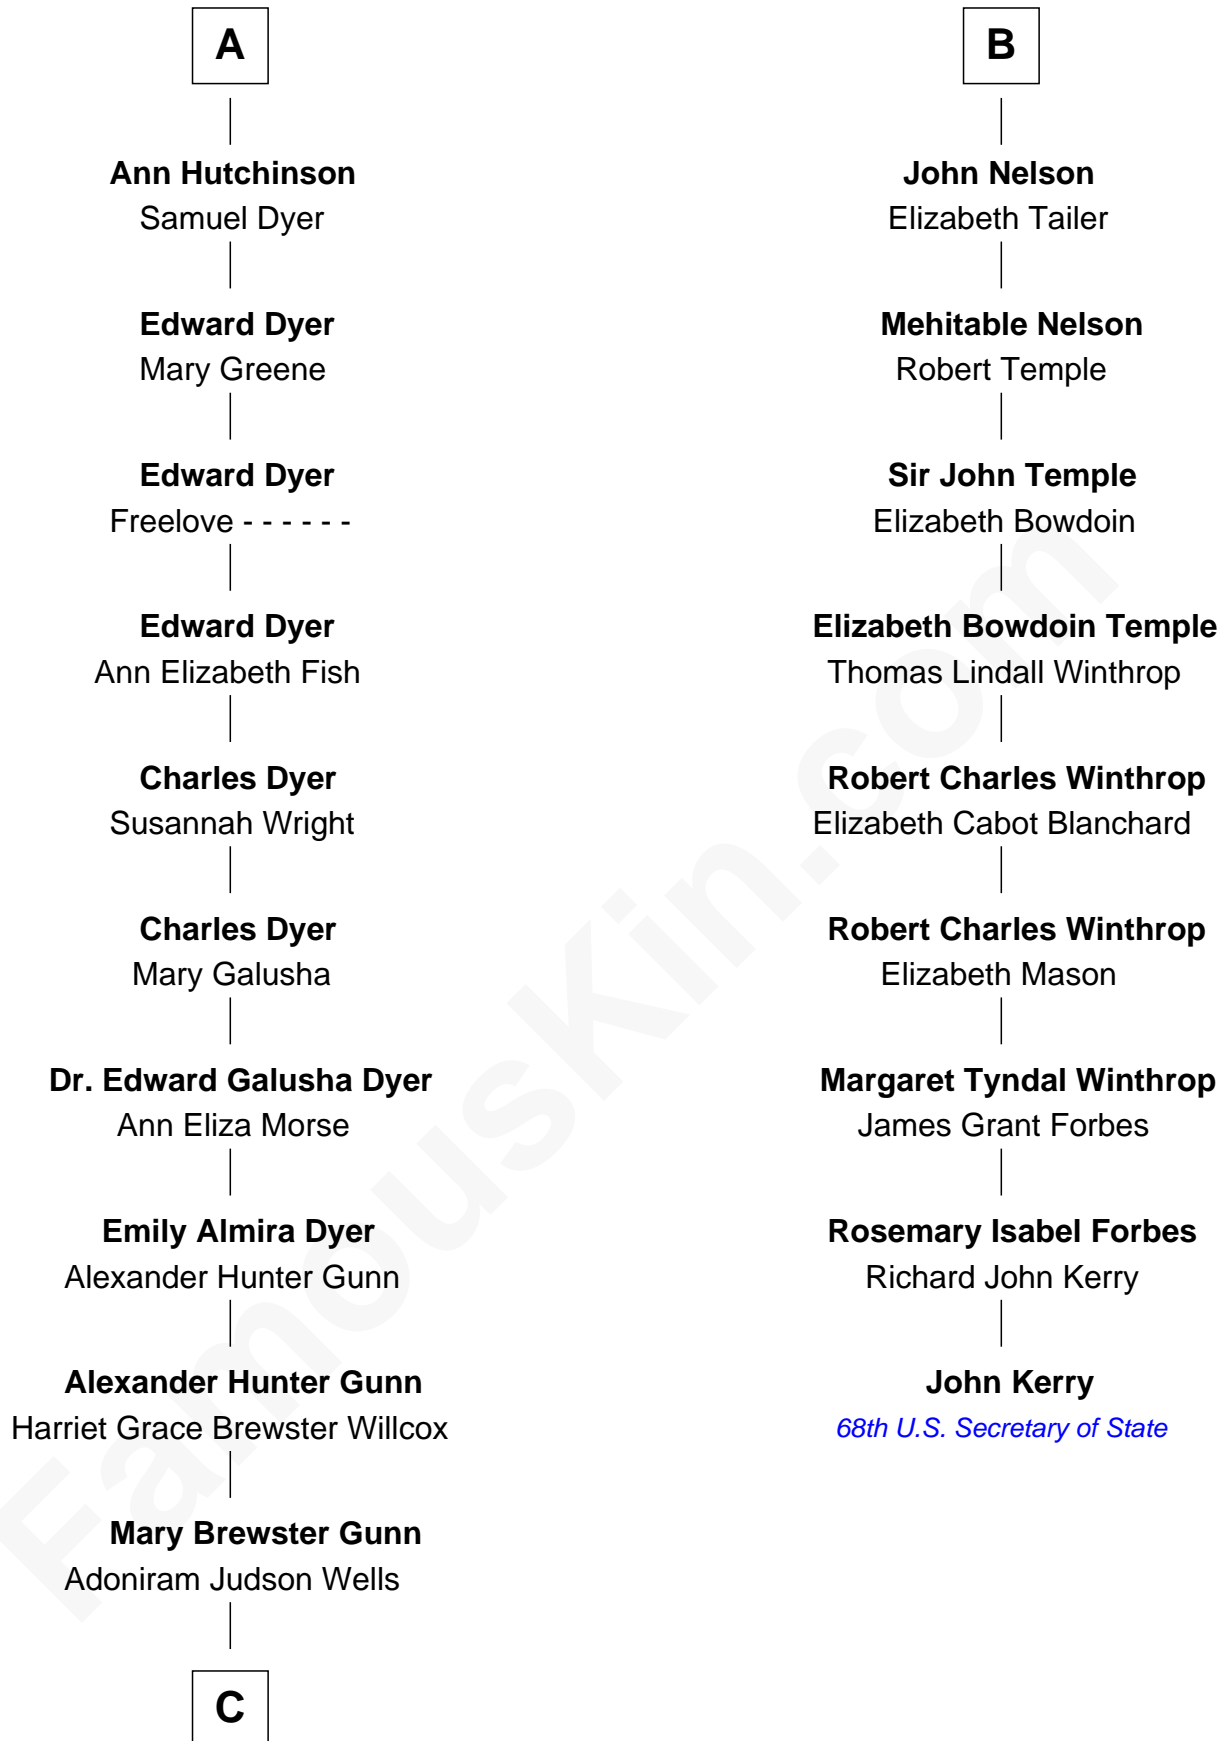 A
Ann Hutchinson
Samuel Dyer
Edward Dyer
Mary Greene
Edward Dyer
Freelove - - - - - -
Edward Dyer
Ann Elizabeth Fish
Charles Dyer
Susannah Wright
Charles Dyer
Mary Galusha
Dr. Edward Galusha Dyer
Ann Eliza Morse
Emily Almira Dyer
Alexander Hunter Gunn
Alexander Hunter Gunn
Harriet Grace Brewster Willcox
Mary Brewster Gunn
Adoniram Judson Wells
C
B
John Nelson
Elizabeth Tailer
Mehitable Nelson
Robert Temple
Sir John Temple
Elizabeth Bowdoin
Elizabeth Bowdoin Temple
Thomas Lindall Winthrop
Robert Charles Winthrop
Elizabeth Cabot Blanchard
Robert Charles Winthrop
Elizabeth Mason
Margaret Tyndal Winthrop
James Grant Forbes
Rosemary Isabel Forbes
Richard John Kerry
John Kerry
68th U.S. Secretary of State
FamousKin.com